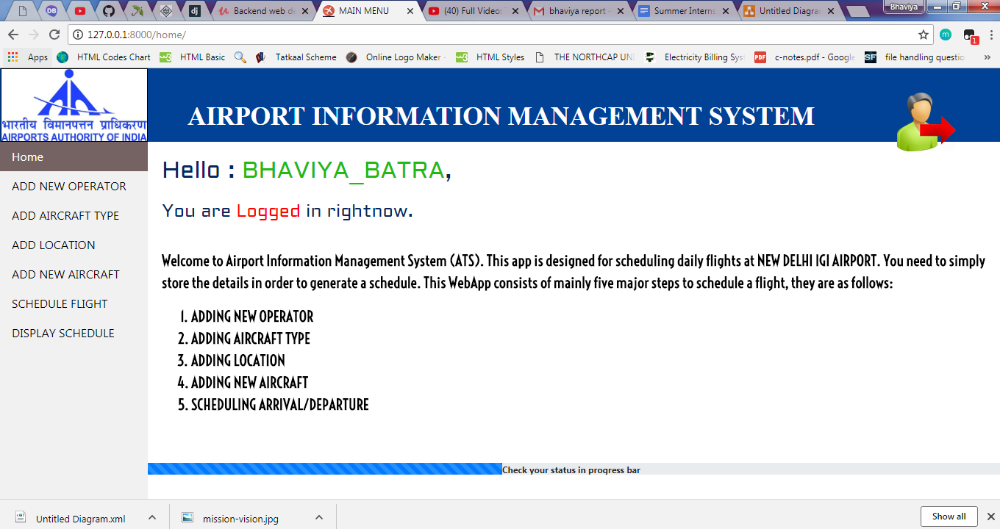 Bhaviya
Backend web de
MAIN MENU
(40) Full Video:
bhaviya report -
Summer Interns
Untitled Diagra
127.0.0.1:8000/home/
m
1
Apps
HTML Codes Chart
HTML Basic
Tatkaal Scheme
Online Logo Maker -
HTML Styles
THE NORTHCAP UNI
Electricity Billing Sys
PDF
c-notes.pdf - Google
SF
file handling questio
»
भारतीय विमानपत्तन प्राधिकरण
AIRPORTS AUTHORITY OF INDIA
AIRPORT INFORMATION MANAGEMENT SYSTEM
Home
ADD NEW OPERATOR
ADD AIRCRAFT TYPE
ADD LOCATION
ADD NEW AIRCRAFT
SCHEDULE FLIGHT
DISPLAY SCHEDULE
Hello : BHAVIYA_BATRA,
You are Logged in rightnow.
Welcome to Airport Information Management System (ATS). This app is designed for scheduling daily flights at NEW DELHI IGI AIRPORT. You need to simply
store the details in order to generate a schedule. This WebApp consists of mainly five major steps to schedule a flight, they are as follows:
1. ADDING NEW OPERATOR
2. ADDING AIRCRAFT TYPE
3. ADDING LOCATION
4. ADDING NEW AIRCRAFT
5. SCHEDULING ARRIVAL/DEPARTURE
Check your status in progress bar
Untitled Diagram.xml
mission-vision.jpg
Show all